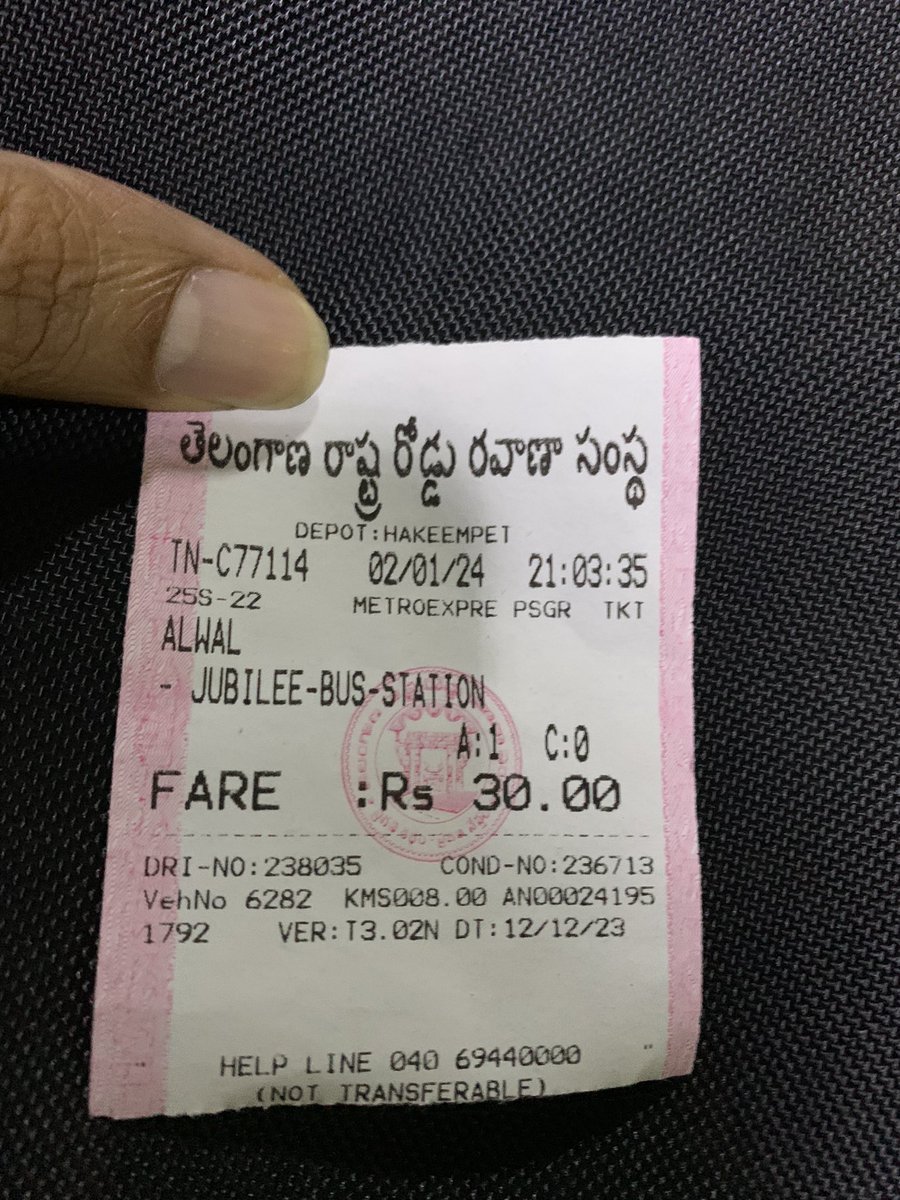 తెలంగాణ రాష్ట్ర రోడ్డు రవాణా సంస్థ
DEPOT:HAKEEMPET
TN-C77114 02/01/24 21:03:35
25S-22 METROEXPRE PSGR TKT
ALWAL
- JUBILEE-BUS-STATION
A:1 C:0
FARE :Rs 30.00
DRI-NO:238035 COND-NO:236713
VehNo 6282 KMS008.00 AN00024195
1792 VER:T3.02N DT:12/12/23
HELP LINE 040 69440000
(NOT TRANSFERABLE)